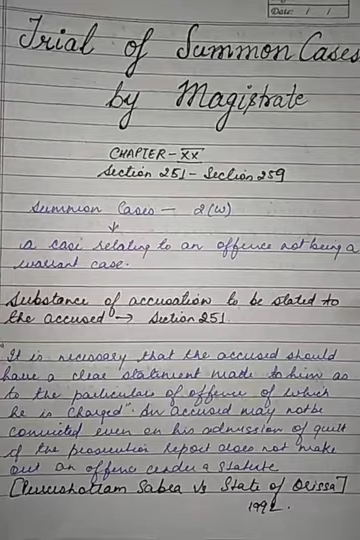 Date: / /
Trial of Summon Cases
by Magistrate
CHAPTER-XX
Section 251 - Section 259
Summon Cases - 2(W)
↓
a case relating to an offence not being a
warrant case.
Substance of accusation to be stated to
the accused → Section 251.
"It is necessary that the accused should
have a clear statement made to him as
to the particulars of offence of which
he is charged". An accused may not be
convicted even on his admission of guilt
if the prosecution report does not make
out an offence under a statute
[Purushottam Sabra Vs State of Orissa]
1992.